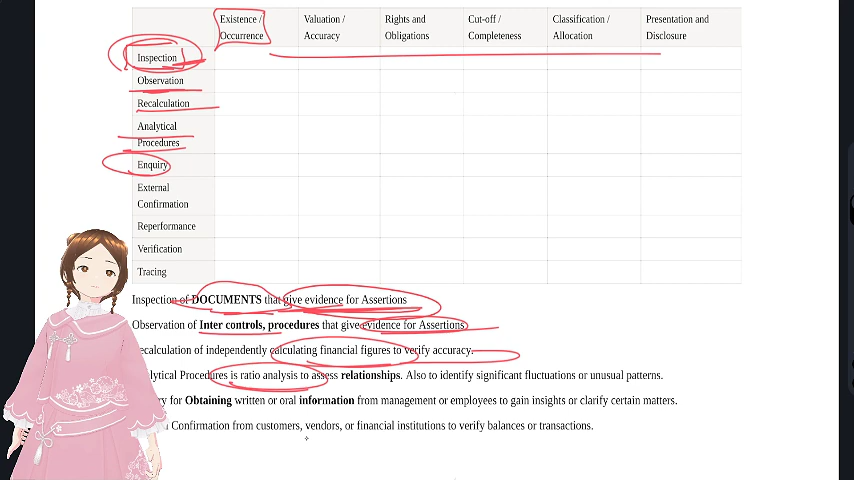 Existence / Valuation / Rights and Cut-off / Classification / Presentation and
Occurrence Accuracy Obligations Completeness Allocation Disclosure
Inspection
Observation
Recalculation
Analytical
Procedures
Enquiry
External
Confirmation
Reperformance
Verification
Tracing
Inspection of DOCUMENTS that give evidence for Assertions
Observation of Inter controls, procedures that give evidence for Assertions
of independently calculating financial figures to verify accuracy.
Procedures is ratio analysis to assess relationships. Also to identify significant fluctuations or unusual patterns.
for Obtaining written or oral information from management or employees to gain insights or clarify certain matters.
Confirmation from customers, vendors, or financial institutions to verify balances or transactions.